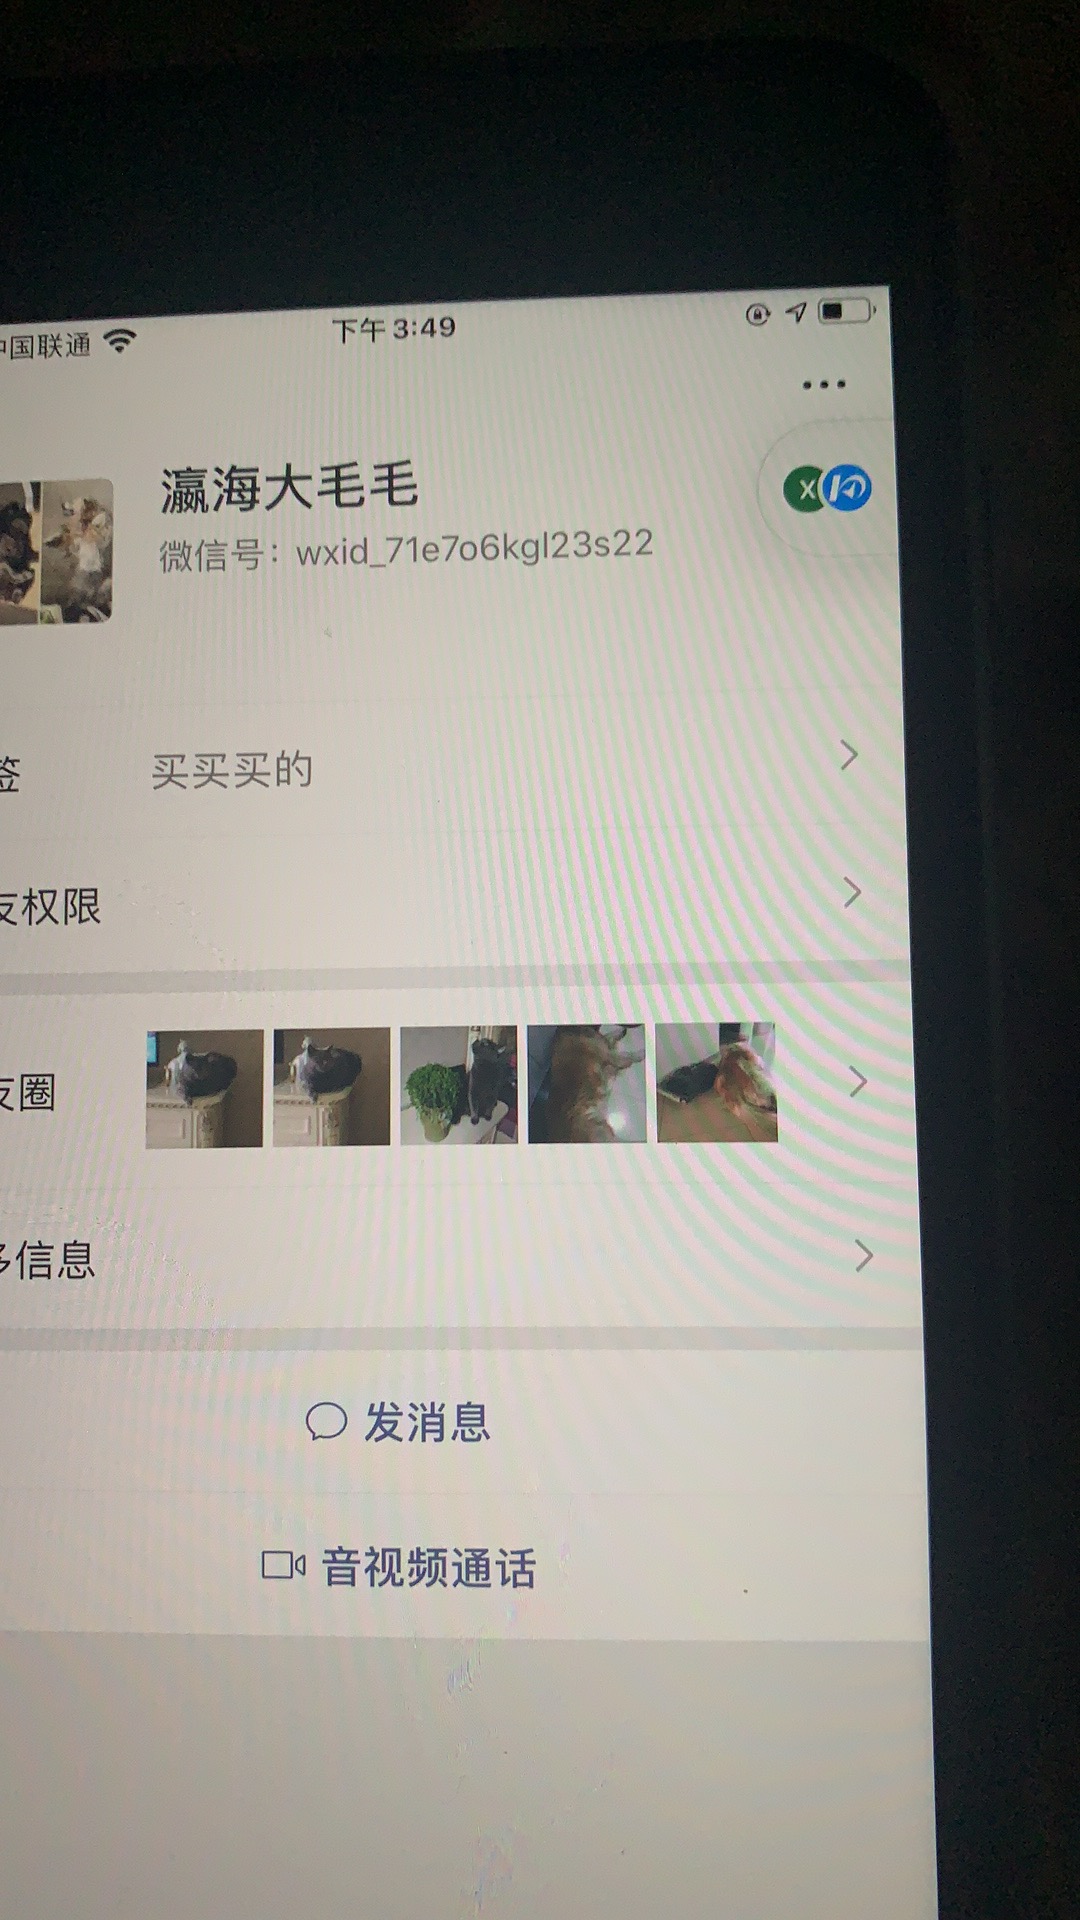 中国联通 下午3:49
瀛海大毛毛
微信号：wxid_71e7o6kgl23s22
签 买买买的
友权限
友圈
多信息
发消息
音视频通话